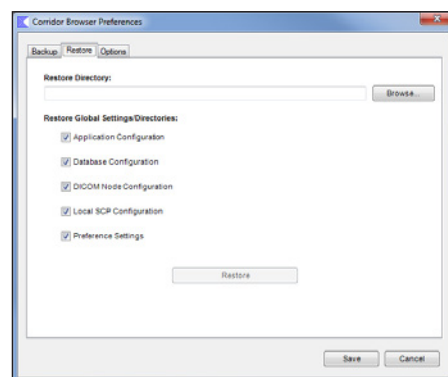 Corridor Browser Preferences
Backup Restore Options
Restore Directory:
Browse...
Restore Global Settings/Directories:
Application Configuraton
Database Configuration
DICOM Node Configuration
Local SCP Configuration
Preference Settings
Restore
Save Cancel